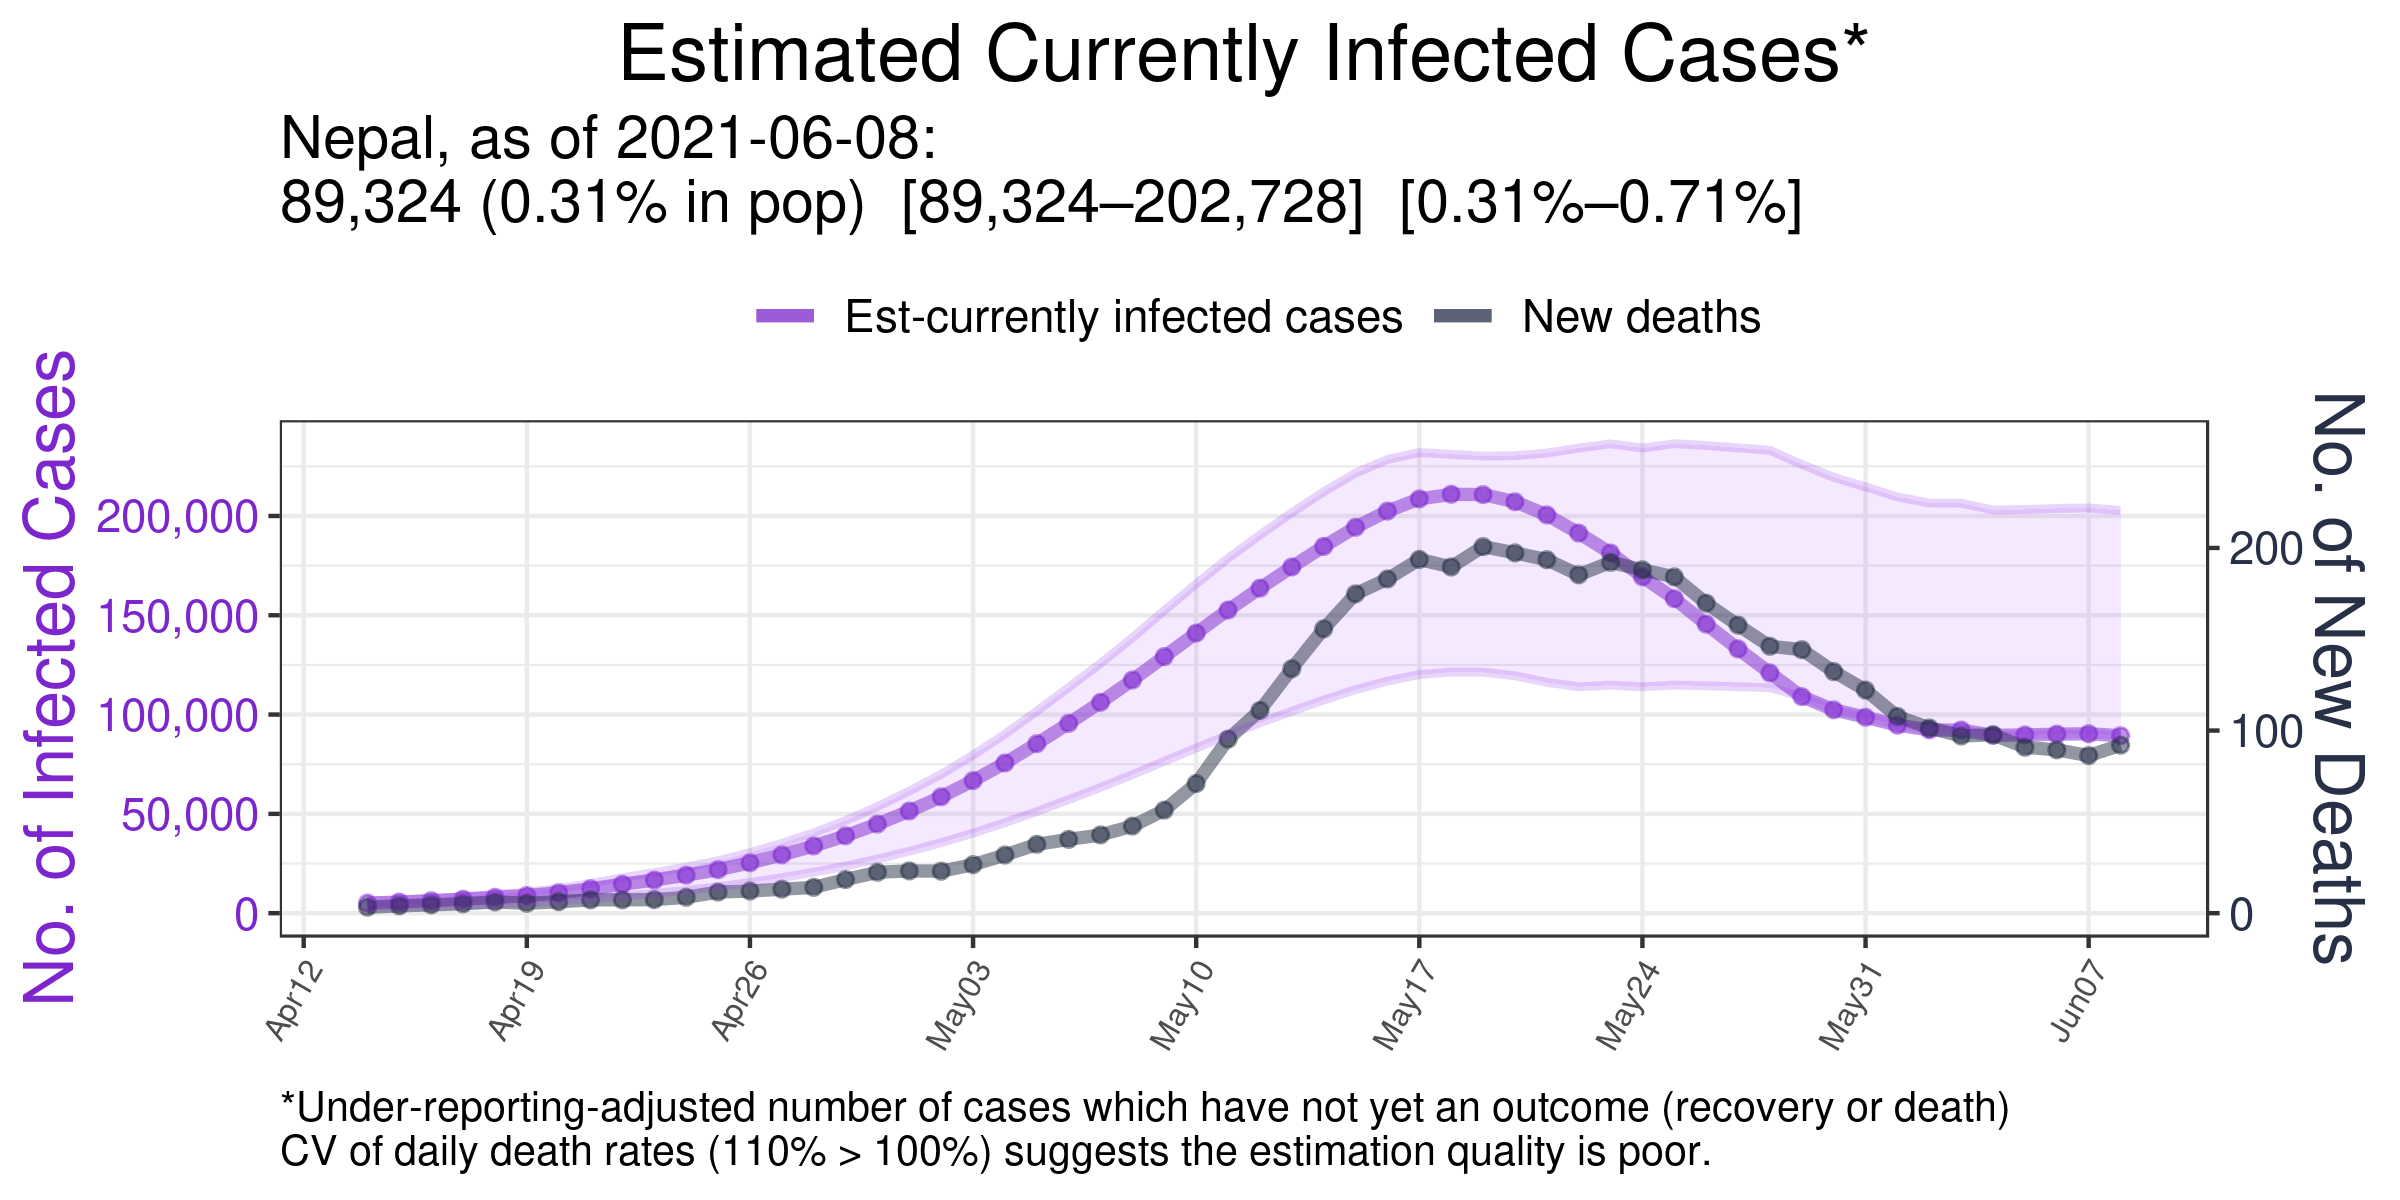 Estimated Currently Infected Cases*
Nepal, as of 2021-06-08:
89,324 (0.31% in pop)  [89,324–202,728]  [0.31%–0.71%]
Est-currently infected cases
New deaths
No. of Infected Cases
200,000
150,000
100,000
50,000
0
No. of New Deaths
200
100
0
Apr12
Apr19
Apr26
May03
May10
May17
May24
May31
Jun07
*Under-reporting-adjusted number of cases which have not yet an outcome (recovery or death)
CV of daily death rates (110% > 100%) suggests the estimation quality is poor.